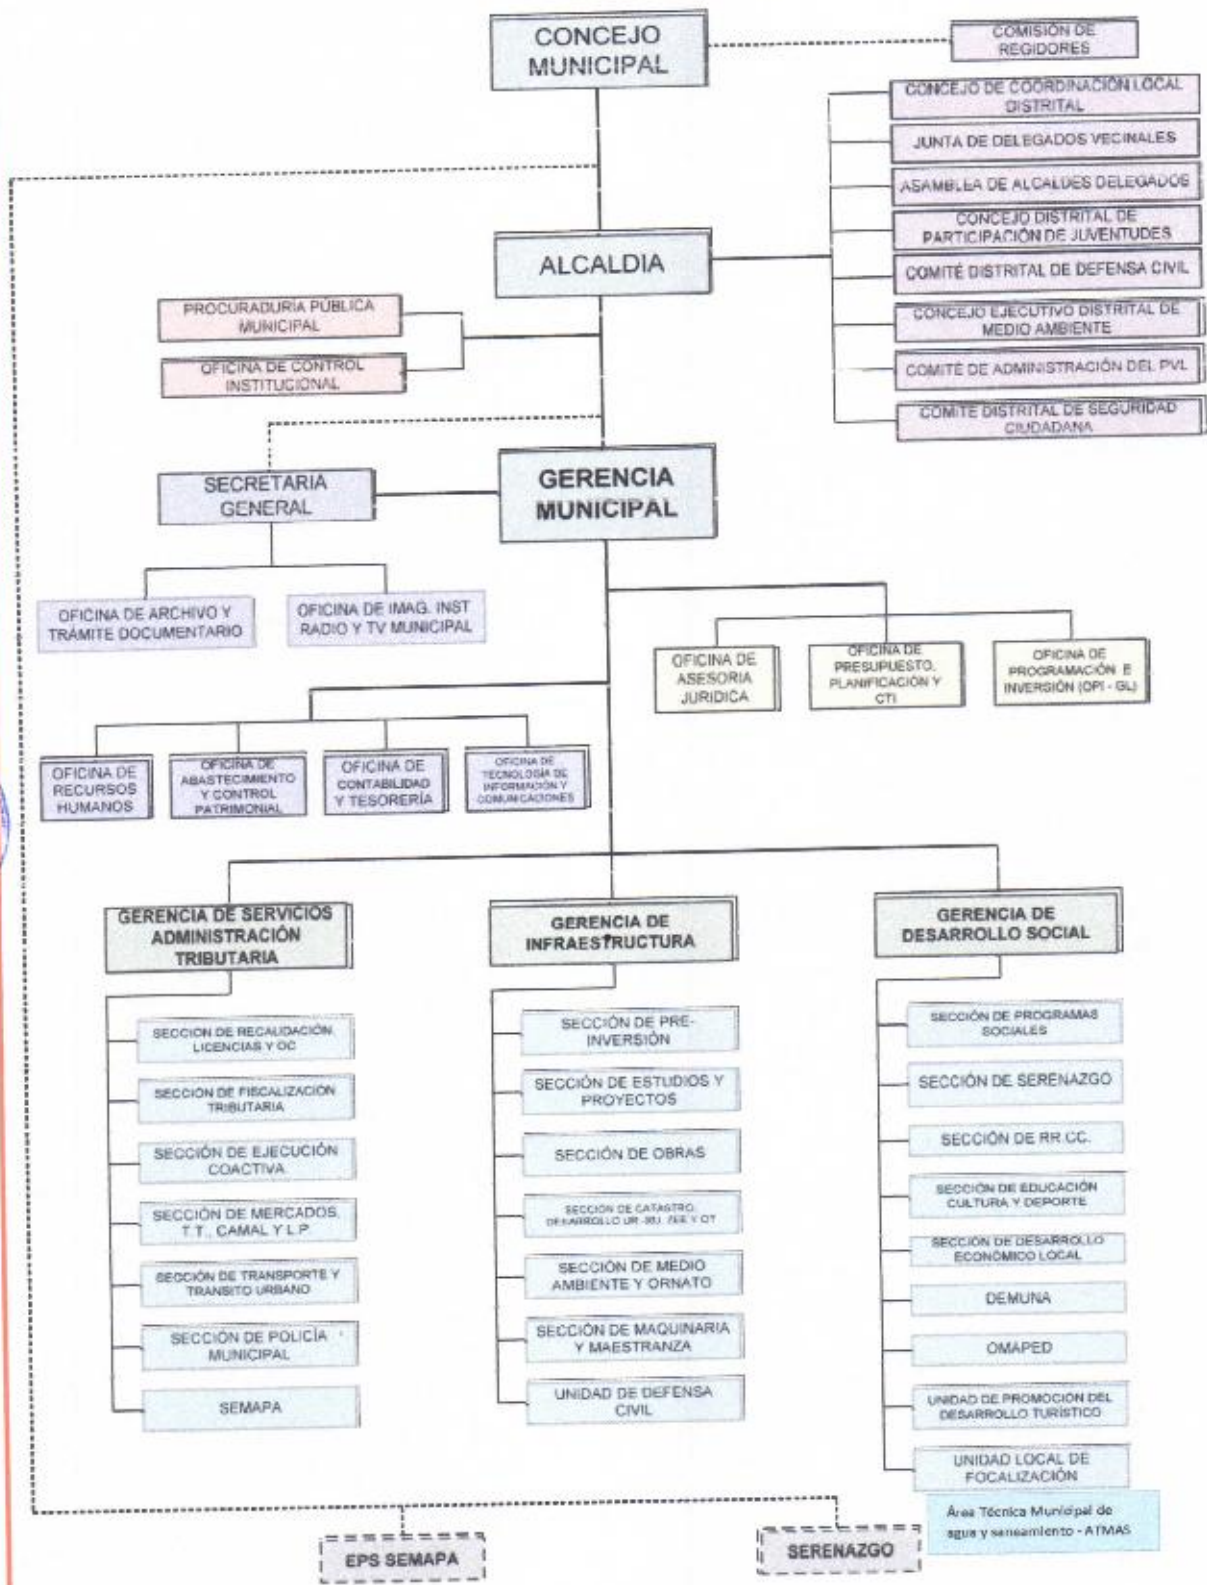 CONCEJO
MUNICIPAL
COMISIÓN DE
REGIDORES
CONCEJO DE COORDINACIÓN LOCAL
DISTRITAL
JUNTA DE DELEGADOS VECINALES
ASAMBLEA DE ALCALDES DELEGADOS
CONCEJO DISTRITAL DE
PARTICIPACIÓN DE JUVENTUDES
ALCALDIA
COMITÉ DISTRITAL DE DEFENSA CIVIL
CONCEJO EJECUTIVO DISTRITAL DE
MEDIO AMBIENTE
COMITÉ DE ADMINISTRACIÓN DEL PVL
COMITE DISTRITAL DE SEGURIDAD
CIUDADANA
PROCURADURÍA PÚBLICA
MUNICIPAL
OFICINA DE CONTROL
INSTITUCIONAL
SECRETARIA
GENERAL
GERENCIA
MUNICIPAL
OFICINA DE ARCHIVO Y
TRÁMITE DOCUMENTARIO
OFICINA DE IMAG. INST
RADIO Y TV MUNICIPAL
OFICINA DE
ASESORIA
JURIDICA
OFICINA DE
PRESUPUESTO,
PLANIFICACIÓN Y
CTI
OFICINA DE
PROGRAMACIÓN E
INVERSIÓN (OPI - GL)
OFICINA DE
RECURSOS
HUMANOS
OFICINA DE
ABASTECIMIENTO
Y CONTROL
PATRIMONIAL
OFICINA DE
CONTABILIDAD
Y TESORERÍA
OFICINA DE
TECNOLOGÍA DE
INFORMACIÓN Y
COMUNICACIONES
GERENCIA DE SERVICIOS
ADMINISTRACIÓN
TRIBUTARIA
SECCION DE RECAUDACIÓN,
LICENCIAS Y OC
SECCIÓN DE FISCALIZACIÓN
TRIBUTARIA
SECCIÓN DE EJECUCIÓN
COACTIVA
SECCIÓN DE MERCADOS,
T.T., CAMAL Y L.P.
SECCIÓN DE TRANSPORTE Y
TRANSITO URBANO
SECCIÓN DE POLICÍA
MUNICIPAL
SEMAPA
GERENCIA DE
INFRAESTRUCTURA
SECCIÓN DE PRE-
INVERSIÓN
SECCIÓN DE ESTUDIOS Y
PROYECTOS
SECCIÓN DE OBRAS
SECCIÓN DE CATASTRO,
DESARROLLO ZEE Y OT
SECCIÓN DE MEDIO
AMBIENTE Y ORNATO
SECCIÓN DE MAQUINARIA
Y MAESTRANZA
UNIDAD DE DEFENSA
CIVIL
GERENCIA DE
DESARROLLO SOCIAL
SECCIÓN DE PROGRAMAS
SOCIALES
SECCIÓN DE SERENAZGO
SECCIÓN DE RR.CC.
SECCIÓN DE EDUCACIÓN
CULTURA Y DEPORTE
SECCIÓN DE DESARROLLO
ECONÓMICO LOCAL
DEMUNA
OMAPED
UNIDAD DE PROMOCIÓN DEL
DESARROLLO TURÍSTICO
UNIDAD LOCAL DE
FOCALIZACIÓN
Área Técnica Municipal de
agua y saneamiento - ATMAS
EPS SEMAPA
SERENAZGO